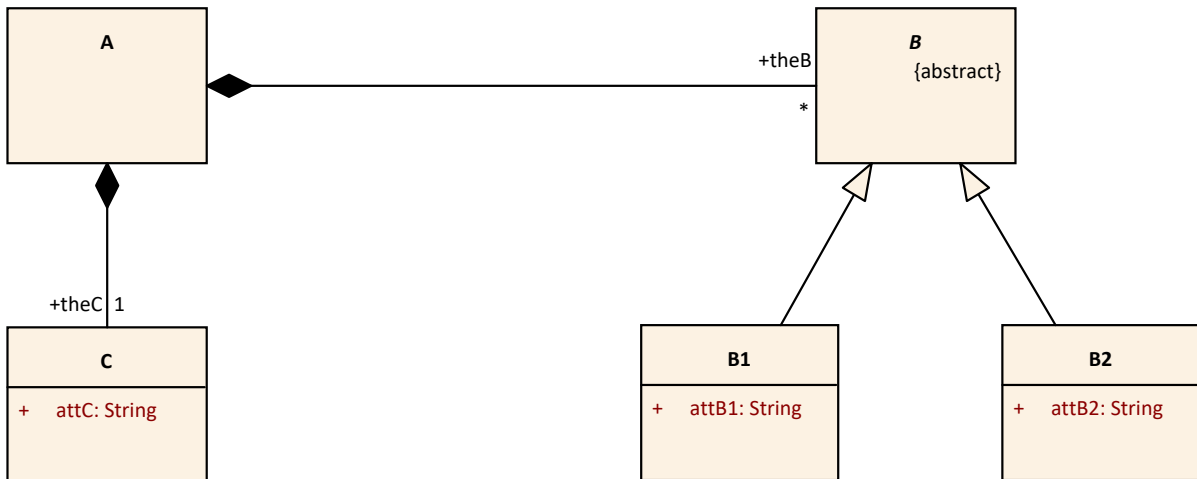 A
B
{abstract}
+theB
*
+theC 1
C
+ attC: String
B1
+ attB1: String
B2
+ attB2: String